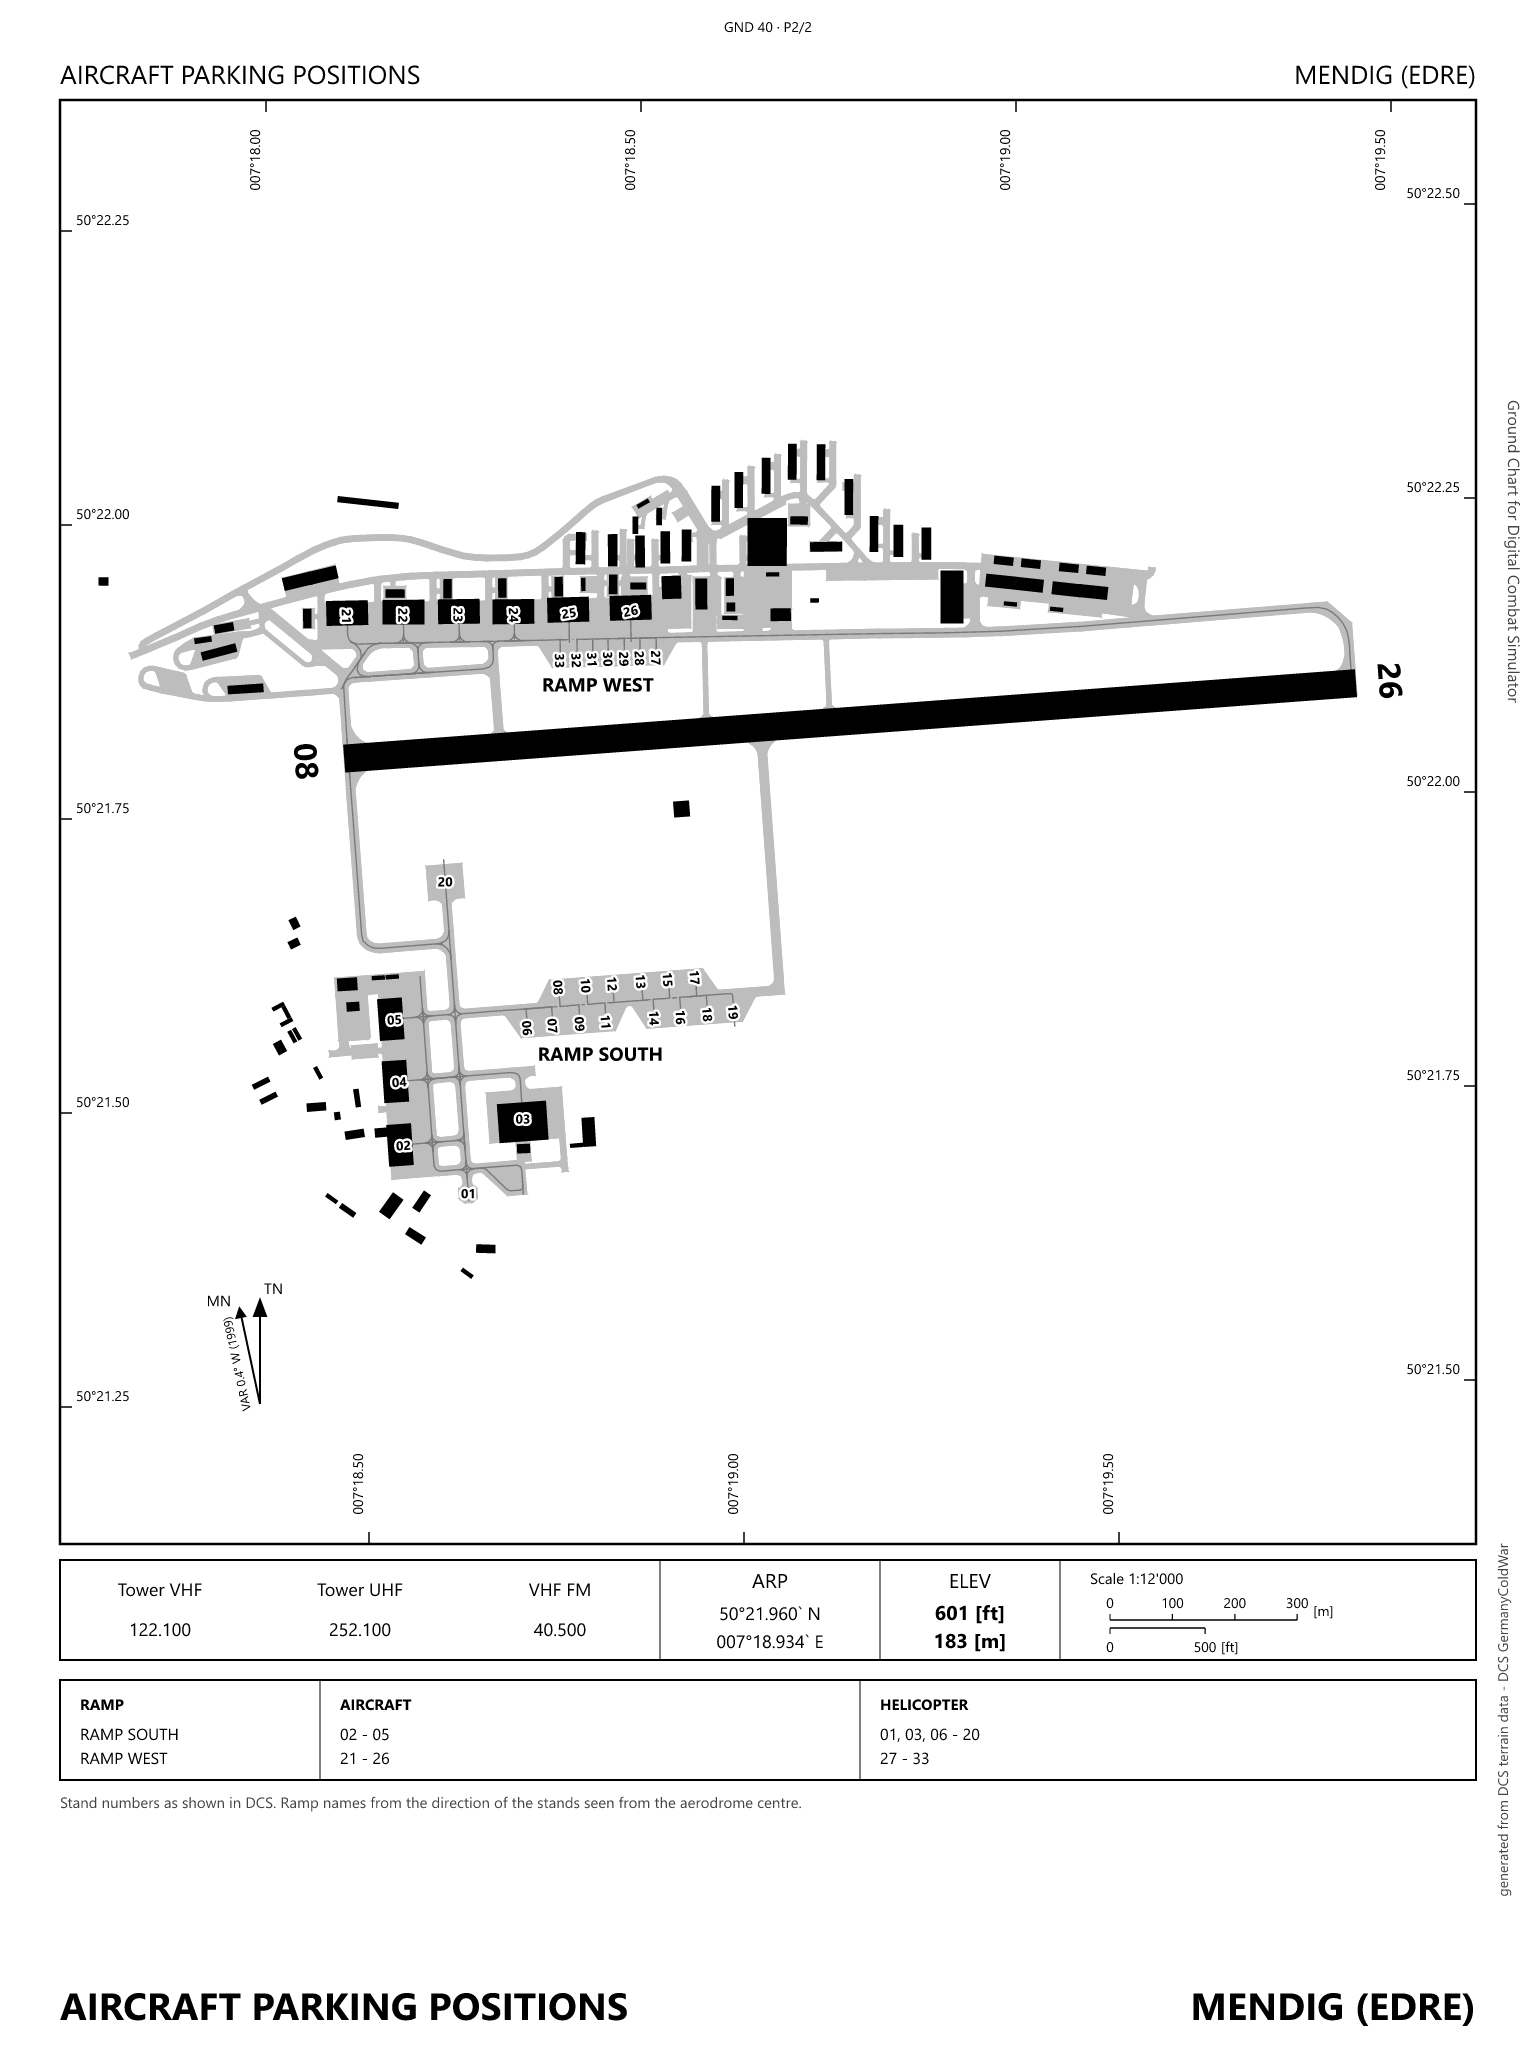 GND 40 · P2/2
AIRCRAFT PARKING POSITIONS
MENDIG (EDRE)
007°18.00
007°18.50
007°19.00
007°19.50
50°22.25
50°22.50
50°22.00
50°22.25
50°21.75
50°22.00
50°21.50
50°21.75
50°21.25
50°21.50
21
22
23
24
25
26
33
32
31
30
29
28
27
RAMP WEST
26
08
20
08
10
12
13
15
17
06
07
09
11
14
16
18
19
RAMP SOUTH
05
04
03
02
01
TN
MN
VAR 0.4° W (1999)
007°18.50
007°19.00
007°19.50
Ground Chart for Digital Combat Simulator
generated from DCS terrain data - DCS GermanyColdWar
Tower VHF
122.100
Tower UHF
252.100
VHF FM
40.500
ARP
50°21.960` N
007°18.934` E
ELEV
601 [ft]
183 [m]
Scale 1:12'000
0 100 200 300 [m]
0 500 [ft]
RAMP AIRCRAFT HELICOPTER
RAMP SOUTH 02 - 05 01, 03, 06 - 20
RAMP WEST 21 - 26 27 - 33
Stand numbers as shown in DCS. Ramp names from the direction of the stands seen from the aerodrome centre.
AIRCRAFT PARKING POSITIONS
MENDIG (EDRE)